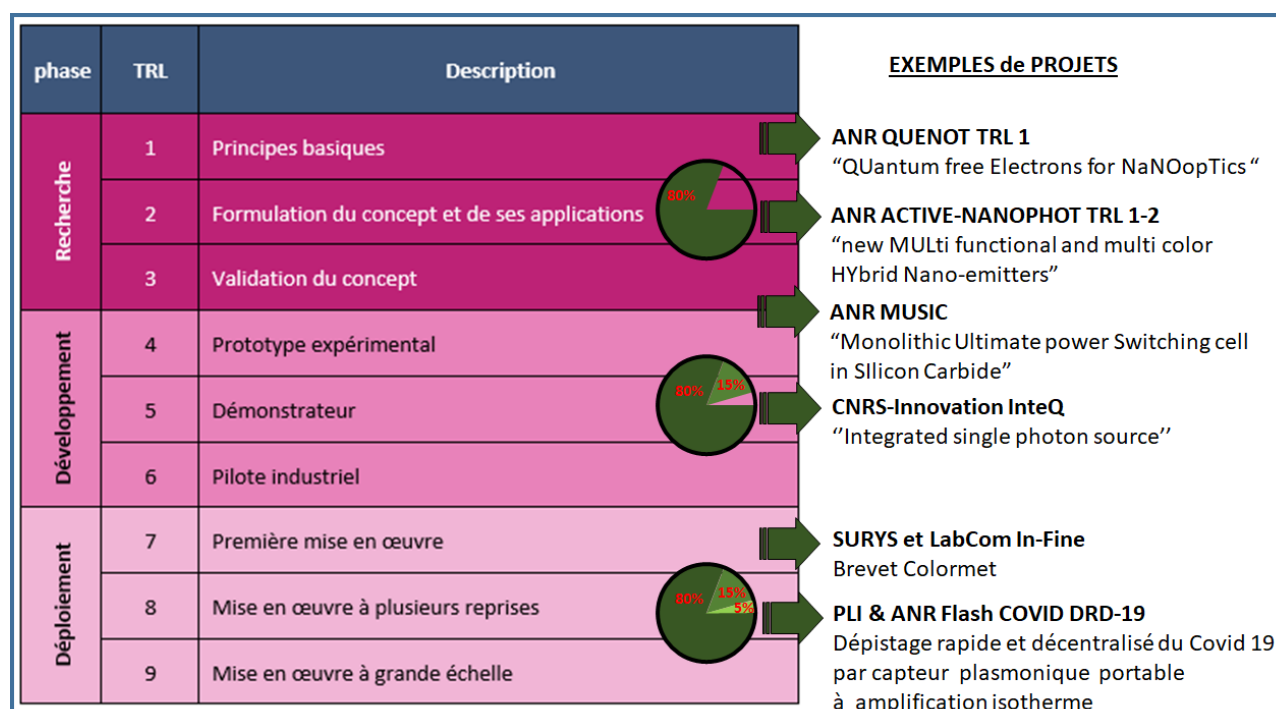 phase TRL Description
Recherche
1 Principes basiques
2 Formulation du concept et de ses applications
3 Validation du concept
80%
Développement
4 Prototype expérimental
5 Démonstrateur
6 Pilote industriel
80% 15%
Déploiement
7 Première mise en œuvre
8 Mise en œuvre à plusieurs reprises
9 Mise en œuvre à grande échelle
80% 15% 5%
EXEMPLES de PROJETS
ANR QUENOT TRL 1
“QUantum free Electrons for NaNOopTics “
ANR ACTIVE-NANOPHOT TRL 1-2
“new MULti functional and multi color
HYbrid Nano-emitters”
ANR MUSIC
“Monolithic Ultimate power Switching cell
in SIlicon Carbide”
CNRS-Innovation InteQ
‘’Integrated single photon source’’
SURYS et LabCom In-Fine
Brevet Colormet
PLI & ANR Flash COVID DRD-19
Dépistage rapide et décentralisé du Covid 19
par capteur plasmonique portable
à amplification isotherme